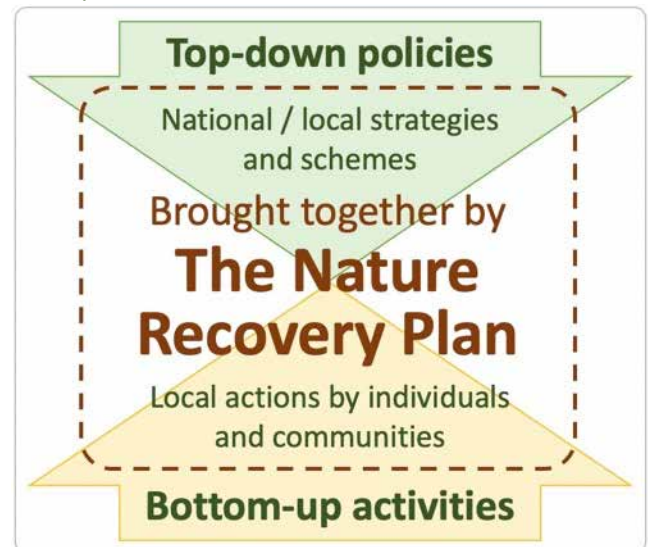 Top-down policies
National / local strategies
and schemes
Brought together by
The Nature
Recovery Plan
Local actions by individuals
and communities
Bottom-up activities